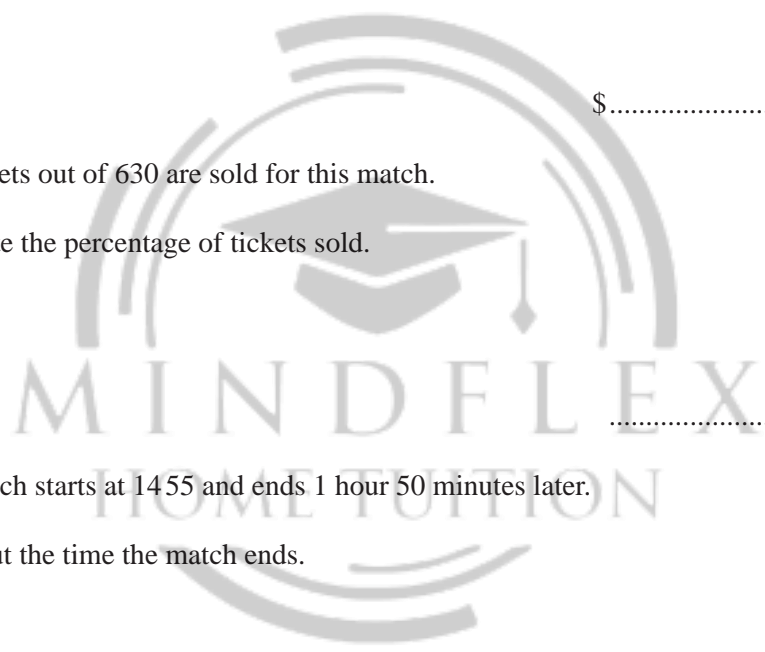 $.....................
ets out of 630 are sold for this match.
e the percentage of tickets sold.
MINDFLEX
.....................
ch starts at 14 55 and ends 1 hour 50 minutes later.
HOME TUITION
ut the time the match ends.